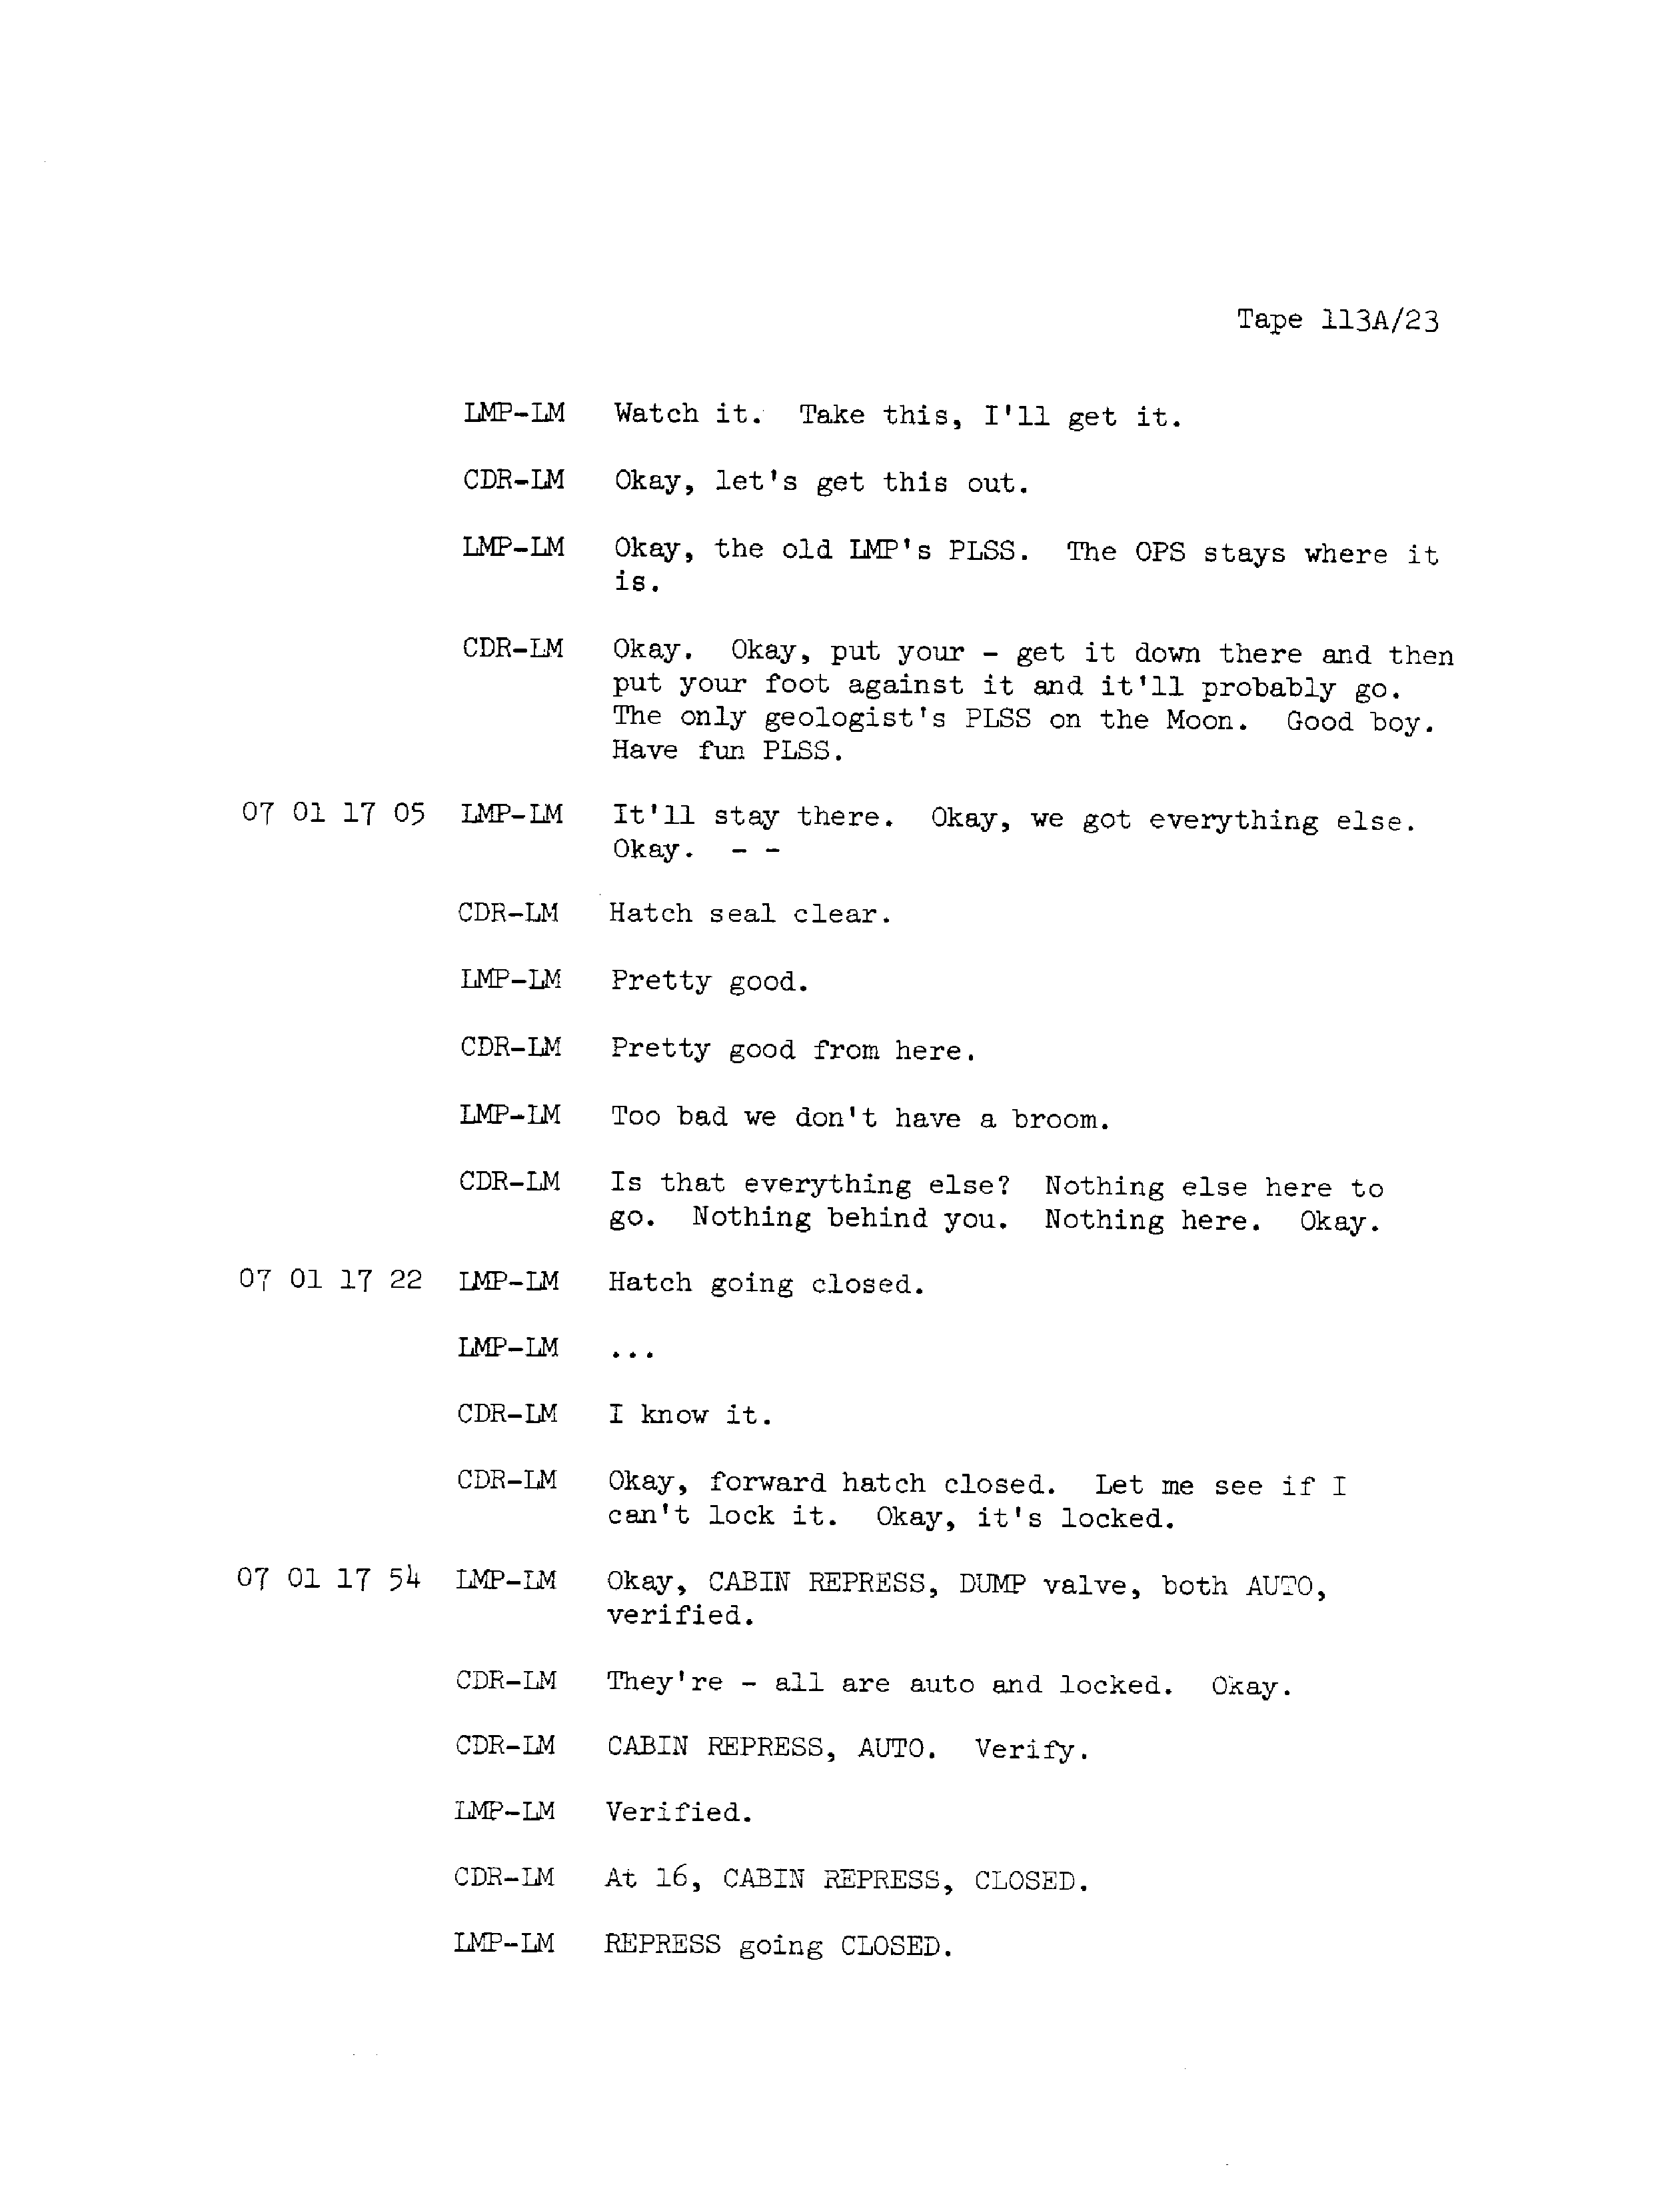 Tape 113A/23
LMP-LM Watch it. Take this, I'll get it.
CDR-LM Okay, let's get this out.
LMP-LM Okay, the old LMP's PLSS. The OPS stays where it
is.
CDR-LM Okay. Okay, put your - get it down there and then
put your foot against it and it'll probably go.
The only geologist's PLSS on the Moon. Good boy.
Have fun PLSS.
07 01 17 05 LMP-LM It'll stay there. Okay, we got everything else.
Okay. - -
CDR-LM Hatch seal clear.
LMP-LM Pretty good.
CDR-LM Pretty good from here.
LMP-LM Too bad we don't have a broom.
CDR-LM Is that everything else? Nothing else here to
go. Nothing behind you. Nothing here. Okay.
07 01 17 22 LMP-LM Hatch going closed.
LMP-LM ...
CDR-LM I know it.
CDR-LM Okay, forward hatch closed. Let me see if I
can't lock it. Okay, it's locked.
07 01 17 54 LMP-LM Okay, CABIN REPRESS, DUMP valve, both AUTO,
verified.
CDR-LM They're - all are auto and locked. Okay.
CDR-LM CABIN REPRESS, AUTO. Verify.
LMP-LM Verified.
CDR-LM At 16, CABIN REPRESS, CLOSED.
LMP-LM REPRESS going CLOSED.